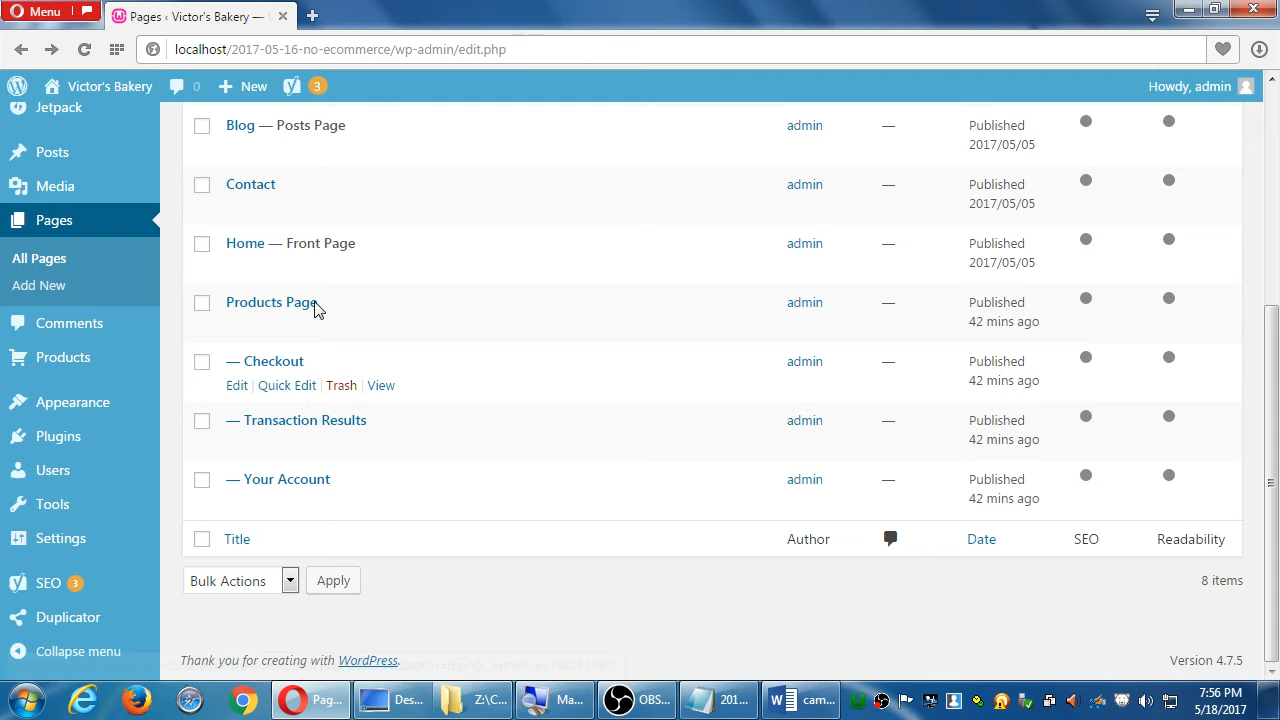 Menu
Pages ‹ Victor's Bakery —
localhost/2017-05-16-no-ecommerce/wp-admin/edit.php
Victor's Bakery 0 New 3 Howdy, admin
Jetpack
Posts
Media
Pages
All Pages
Add New
Comments
Products
Appearance
Plugins
Users
Tools
Settings
SEO 3
Duplicator
Collapse menu
Blog — Posts Page admin — Published
2017/05/05
Contact admin — Published
2017/05/05
Home — Front Page admin — Published
2017/05/05
Products Page admin — Published
42 mins ago
— Checkout admin — Published
Edit | Quick Edit | Trash | View 42 mins ago
— Transaction Results admin — Published
42 mins ago
— Your Account admin — Published
42 mins ago
Title Author Date SEO Readability
Bulk Actions Apply 8 items
Thank you for creating with WordPress. Version 4.7.5
Pag... Des... Z:\C... Ma... OBS... 201... cam... 7:56 PM
5/18/2017